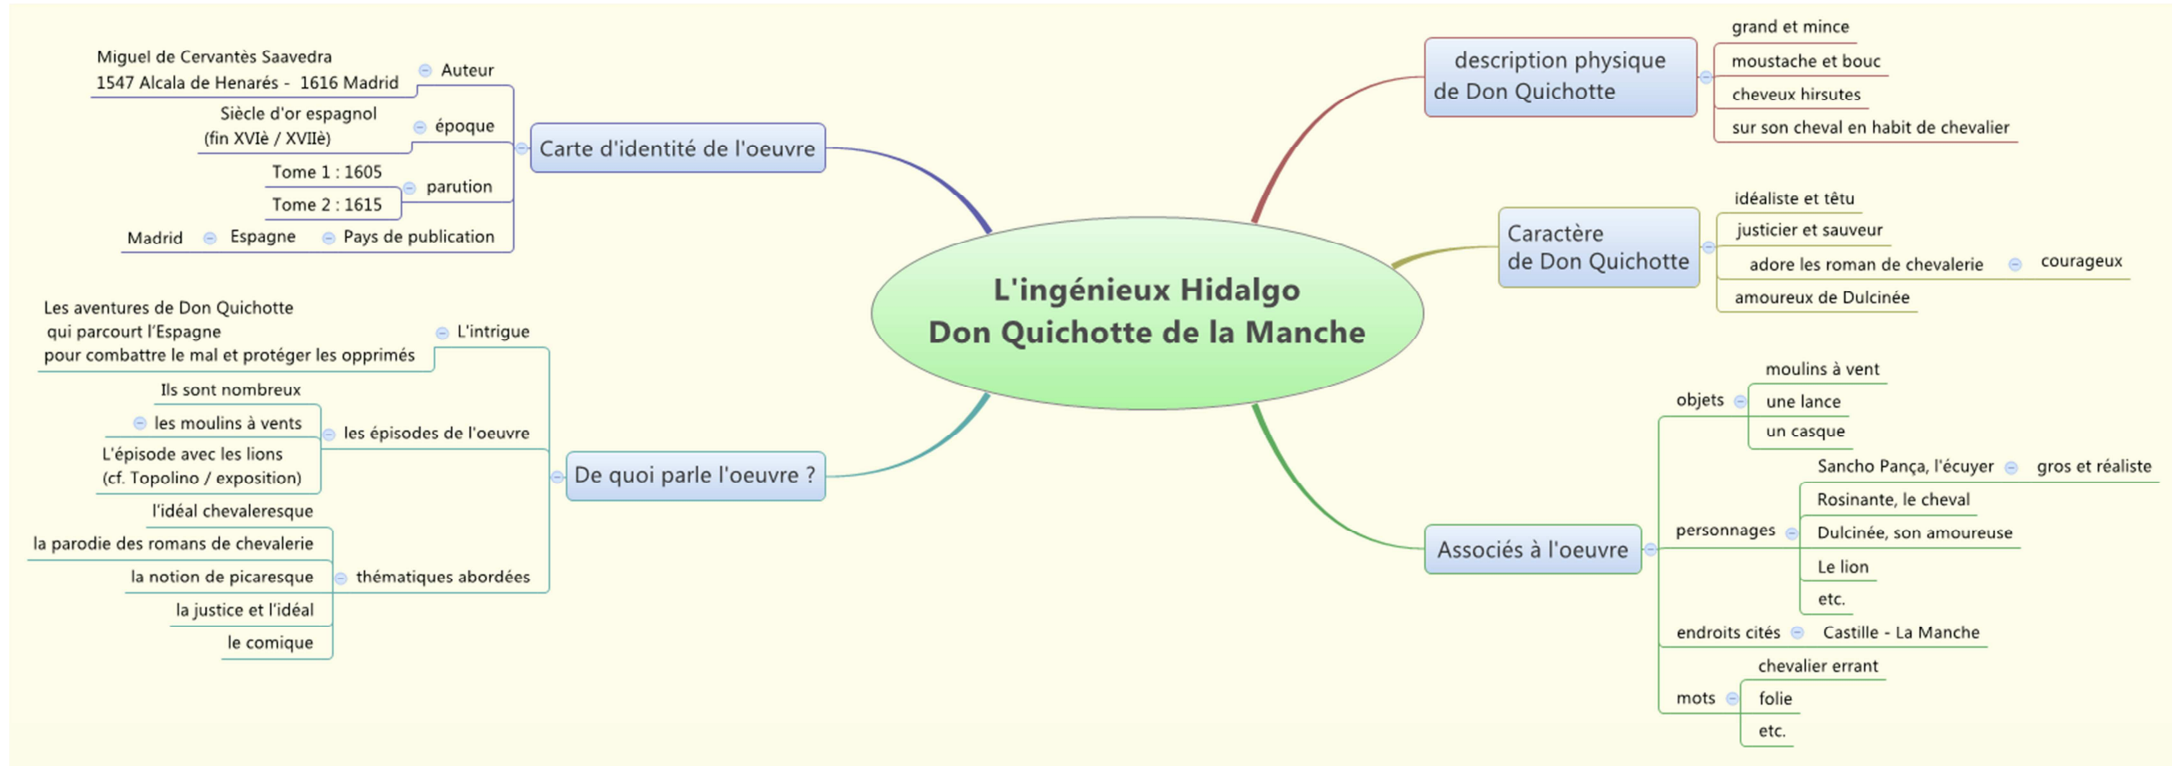 L'ingénieux Hidalgo
Don Quichotte de la Manche
Carte d'identité de l'oeuvre
Auteur
Miguel de Cervantès Saavedra
1547 Alcala de Henarés -  1616 Madrid
époque
Siècle d'or espagnol
(fin XVIè / XVIIè)
parution
Tome 1 : 1605
Tome 2 : 1615
Pays de publication
Espagne
Madrid
De quoi parle l'oeuvre ?
L'intrigue
Les aventures de Don Quichotte
qui parcourt l'Espagne
pour combattre le mal et protéger les opprimés
les épisodes de l'oeuvre
Ils sont nombreux
les moulins à vents
L'épisode avec les lions
(cf. Topolino / exposition)
thématiques abordées
l'idéal chevaleresque
la parodie des romans de chevalerie
la notion de picaresque
la justice et l'idéal
le comique
description physique
de Don Quichotte
grand et mince
moustache et bouc
cheveux hirsutes
sur son cheval en habit de chevalier
Caractère
de Don Quichotte
idéaliste et têtu
justicier et sauveur
adore les roman de chevalerie
courageux
amoureux de Dulcinée
Associés à l'oeuvre
objets
moulins à vent
une lance
un casque
personnages
Sancho Pança, l'écuyer
gros et réaliste
Rosinante, le cheval
Dulcinée, son amoureuse
Le lion
etc.
endroits cités
Castille - La Manche
mots
chevalier errant
folie
etc.